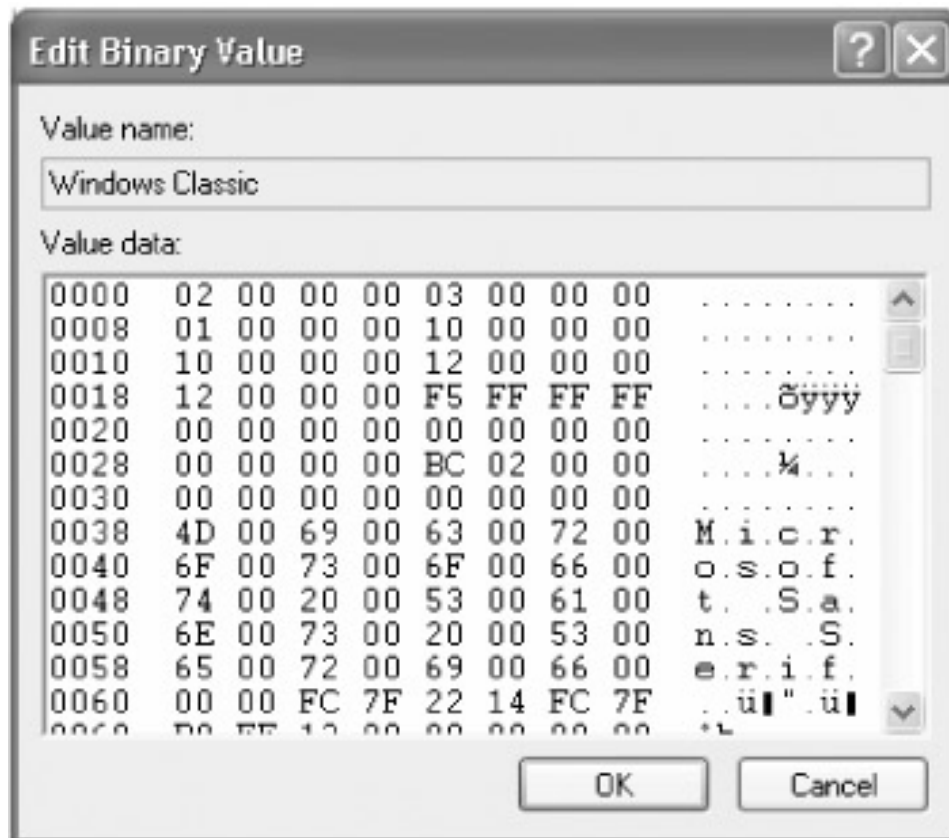 Edit Binary Value
Value name:
Windows Classic
Value data:
0000 02 00 00 00 03 00 00 00 ........
0008 01 00 00 00 10 00 00 00 ........
0010 10 00 00 00 12 00 00 00 ........
0018 12 00 00 00 F5 FF FF FF ....õÿÿÿ
0020 00 00 00 00 00 00 00 00 ........
0028 00 00 00 00 BC 02 00 00 ....¼...
0030 00 00 00 00 00 00 00 00 ........
0038 4D 00 69 00 63 00 72 00 M.i.c.r.
0040 6F 00 73 00 6F 00 66 00 o.s.o.f.
0048 74 00 20 00 53 00 61 00 t. .S.a.
0050 6E 00 73 00 20 00 53 00 n.s. .S.
0058 65 00 72 00 69 00 66 00 e.r.i.f.
0060 00 00 FC 7F 22 14 FC 7F ..ü▮".ü▮
OK Cancel